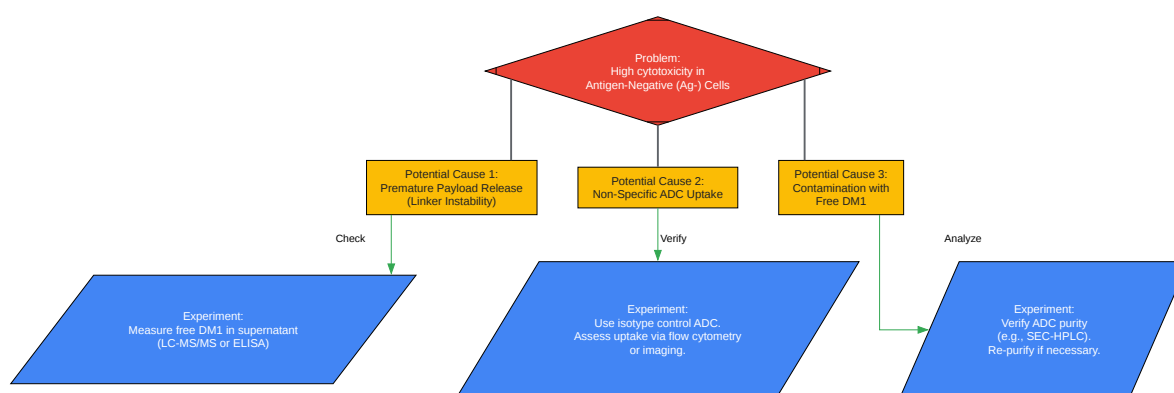 Problem:
High cytotoxicity in
Antigen-Negative (Ag-) Cells
Potential Cause 1:
Premature Payload Release
(Linker Instability)
Potential Cause 2:
Non-Specific ADC Uptake
Potential Cause 3:
Contamination with
Free DM1
Check
Verify
Analyze
Experiment:
Measure free DM1 in supernatant
(LC-MS/MS or ELISA)
Experiment:
Use isotype control ADC.
Assess uptake via flow cytometry
or imaging.
Experiment:
Verify ADC purity
(e.g., SEC-HPLC).
Re-purify if necessary.